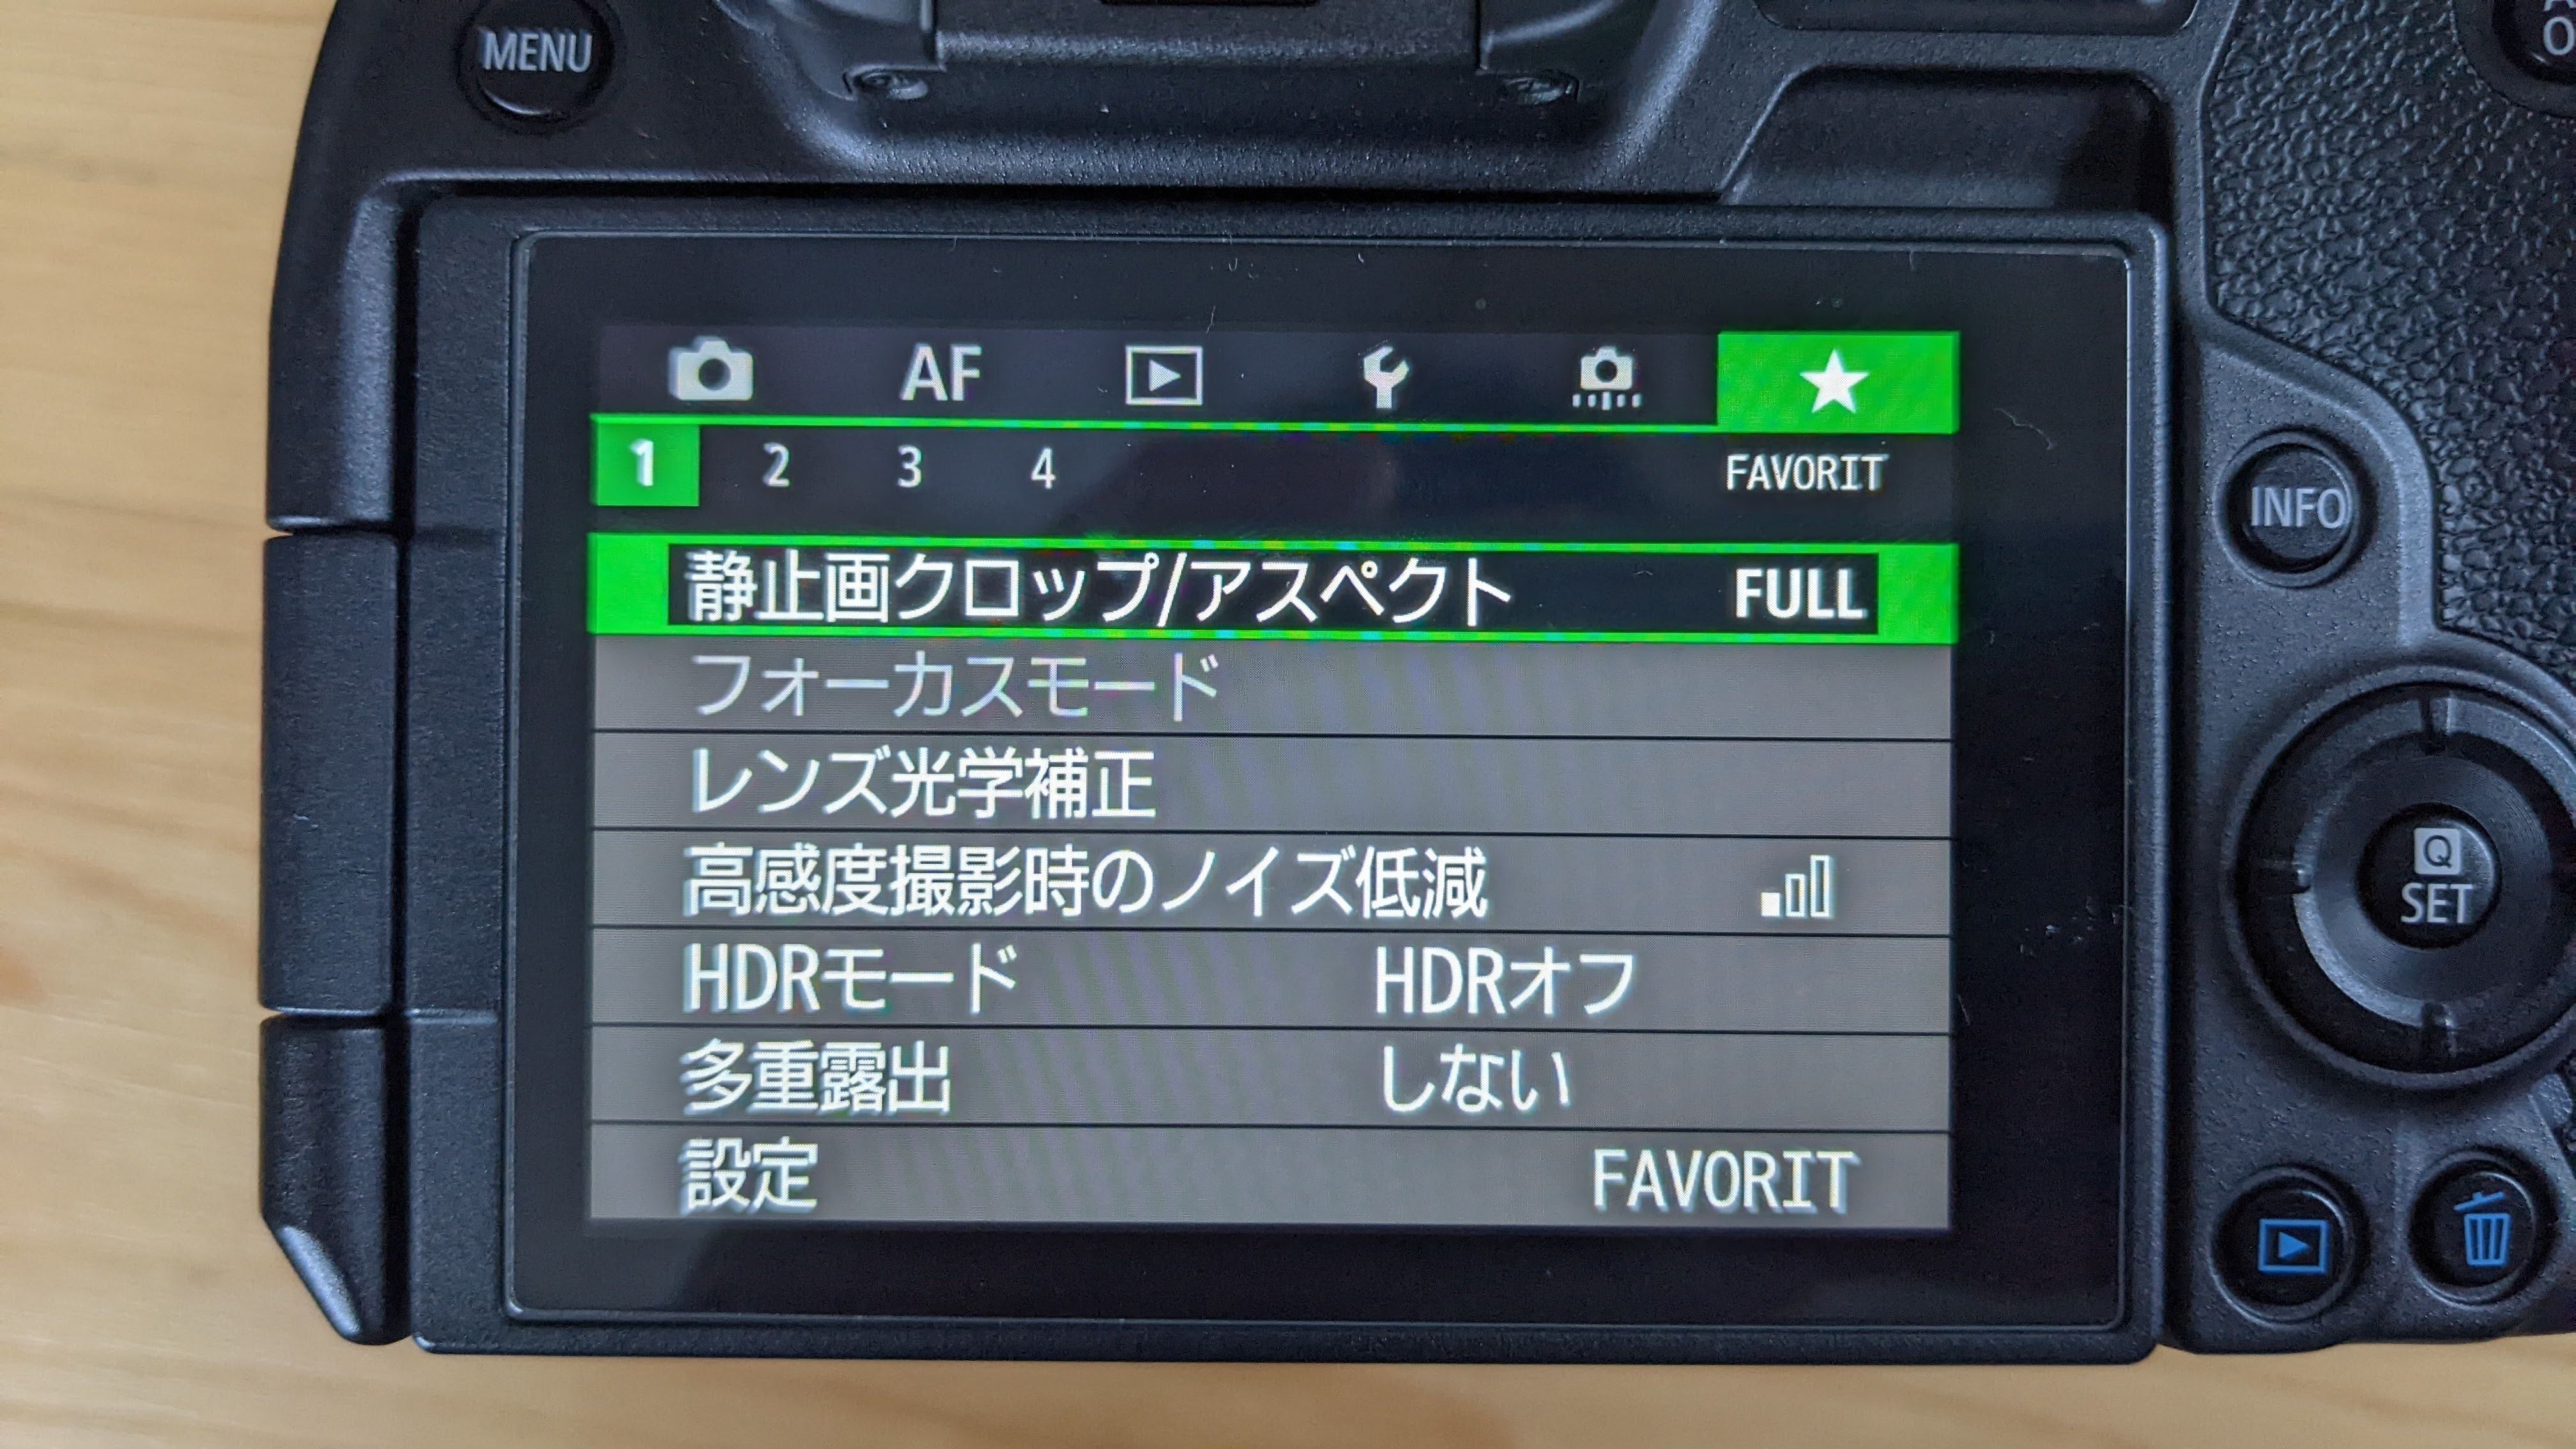 MENU
AF
1 2 3 4 FAVORIT
INFO
静止画クロップ/アスペクト FULL
フォーカスモード
レンズ光学補正
高感度撮影時のノイズ低減
Q
SET
HDRモード HDRオフ
多重露出 しない
設定 FAVORIT